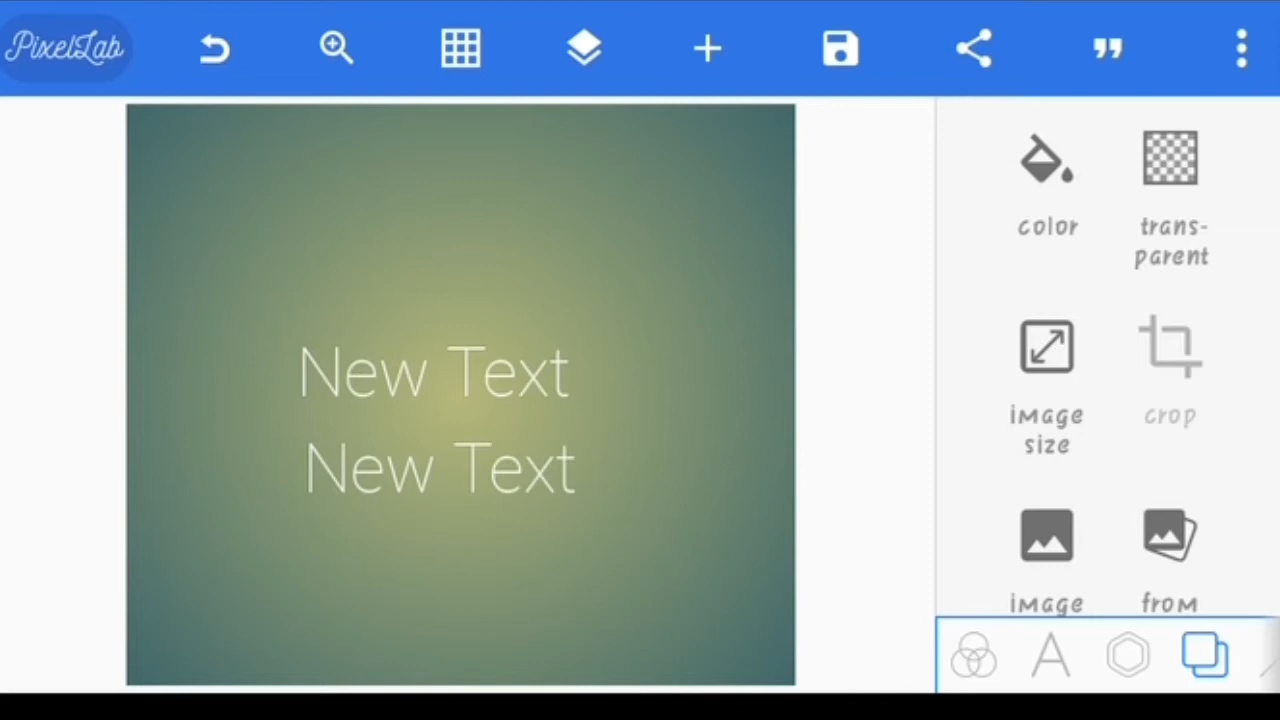 PixelLab
New Text
New Text
color
trans-
parent
image
size
crop
image
from